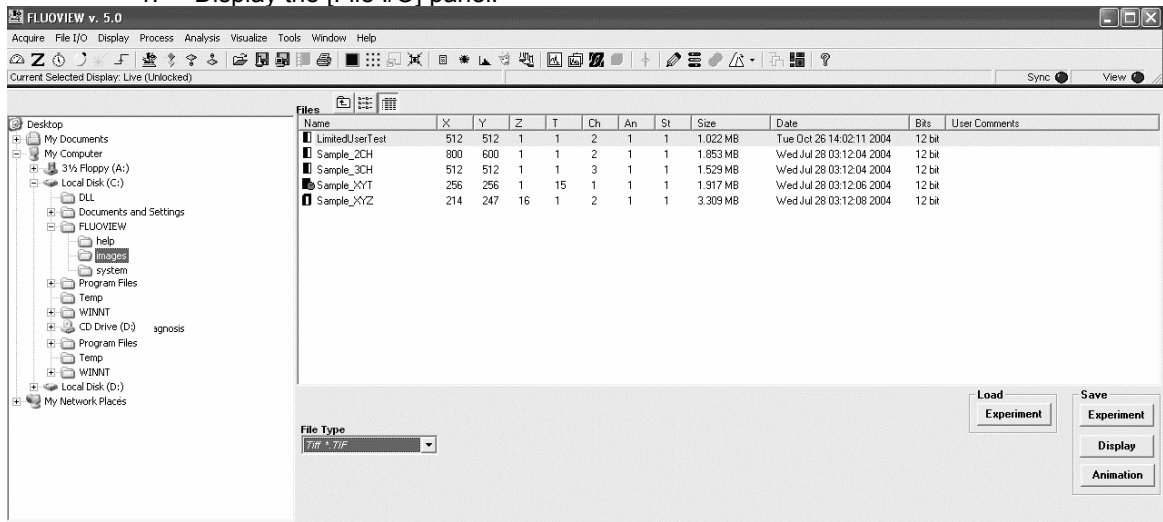 Display the [File I/O] panel.
FLUOVIEW v. 5.0
Acquire File I/O Display Process Analysis Visualize Tools Window Help
Current Selected Display: Live (Unlocked) Sync View
Files
Desktop
My Documents
My Computer
3½ Floppy (A:)
Local Disk (C:)
DLL
Documents and Settings
FLUOVIEW
help
images
system
Program Files
Temp
WINNT
CD Drive (D:) agnosis
Program Files
Temp
WINNT
Local Disk (D:)
My Network Places
Name X Y Z T Ch An St Size Date Bits User Comments
LimitedUserTest 512 512 1 1 2 1 1 1.022 MB Tue Oct 26 14:02:11 2004 12 bit
Sample_2CH 800 600 1 1 2 1 1 1.853 MB Wed Jul 28 03:12:04 2004 12 bit
Sample_3CH 512 512 1 1 3 1 1 1.529 MB Wed Jul 28 03:12:04 2004 12 bit
Sample_XYT 256 256 1 15 1 1 1 1.917 MB Wed Jul 28 03:12:06 2004 12 bit
Sample_XYZ 214 247 16 1 2 1 1 3.309 MB Wed Jul 28 03:12:08 2004 12 bit
File Type
Tiff *.TIF
Load
Experiment
Save
Experiment
Display
Animation